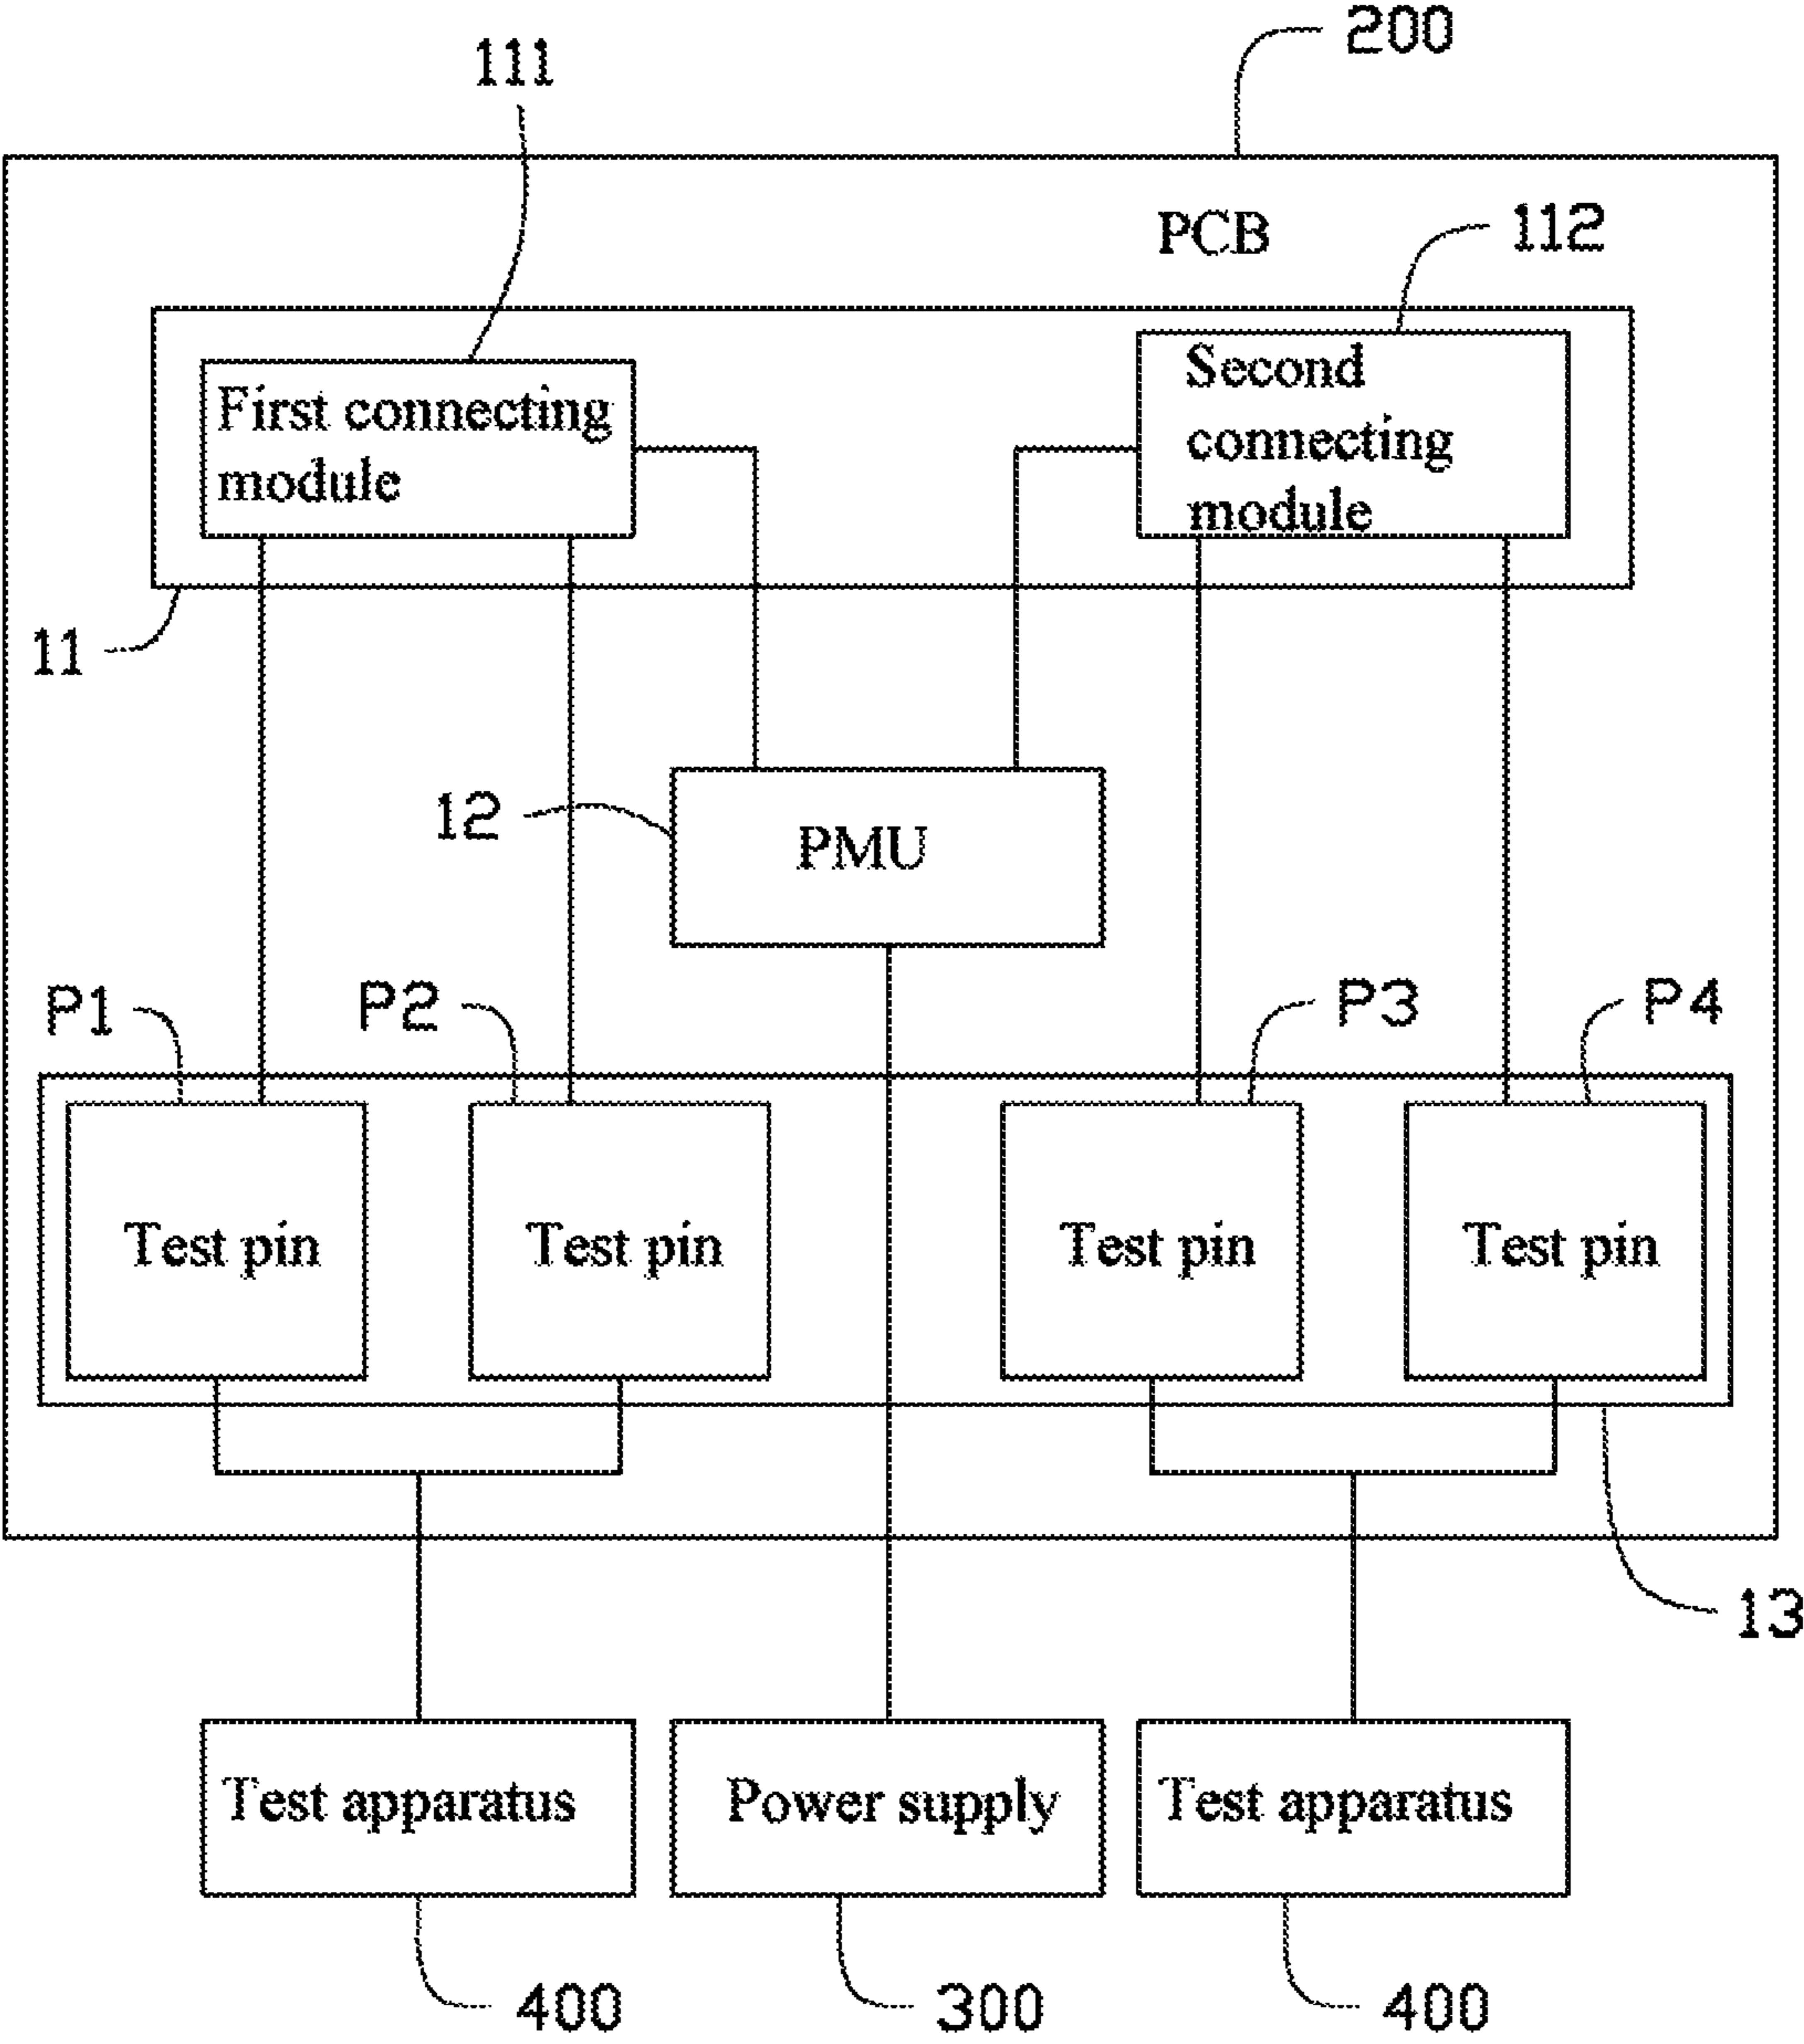 200
111
PCB
112
First connecting
module
Second
connecting
module
11
12
PMU
P1
P2
P3
P4
Test pin
Test pin
Test pin
Test pin
13
Test apparatus
Power supply
Test apparatus
400
300
400